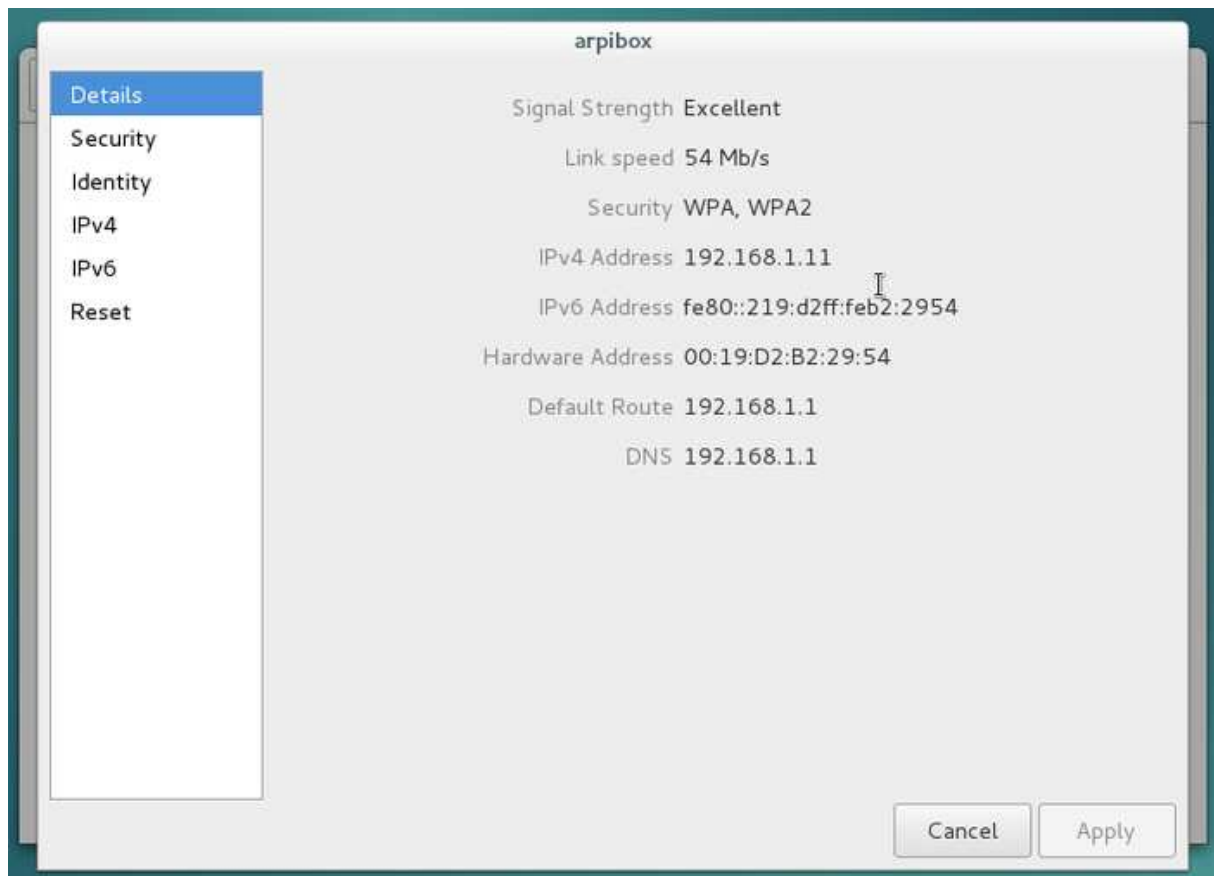 arpibox
Details
Security
Identity
IPv4
IPv6
Reset
Signal Strength Excellent
Link speed 54 Mb/s
Security WPA, WPA2
IPv4 Address 192.168.1.11
IPv6 Address fe80::219:d2ff:feb2:2954
Hardware Address 00:19:D2:B2:29:54
Default Route 192.168.1.1
DNS 192.168.1.1
Cancel Apply